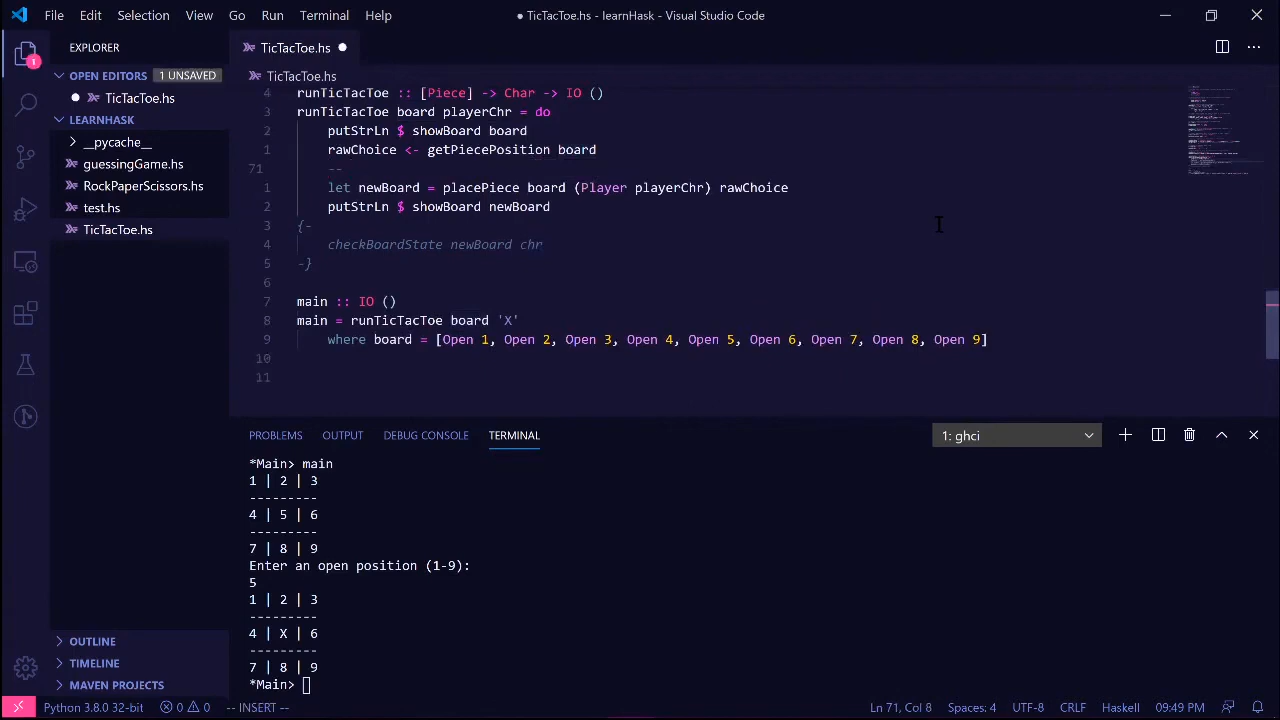 File Edit Selection View Go Run Terminal Help ● TicTacToe.hs - learnHask - Visual Studio Code
EXPLORER
TicTacToe.hs ●
OPEN EDITORS 1 UNSAVED
● TicTacToe.hs
LEARNHASK
__pycache__
guessingGame.hs
RockPaperScissors.hs
test.hs
TicTacToe.hs
OUTLINE
TIMELINE
MAVEN PROJECTS
1
TicTacToe.hs
4 runTicTacToe :: [Piece] -> Char -> IO ()
3 runTicTacToe board playerChr = do
2 putStrLn $ showBoard board
1 rawChoice <- getPiecePosition board
71 --
1 let newBoard = placePiece board (Player playerChr) rawChoice
2 putStrLn $ showBoard newBoard
3 {-
4 checkBoardState newBoard chr
5 -}
6
7 main :: IO ()
8 main = runTicTacToe board 'X'
9 where board = [Open 1, Open 2, Open 3, Open 4, Open 5, Open 6, Open 7, Open 8, Open 9]
10
11
PROBLEMS OUTPUT DEBUG CONSOLE TERMINAL 1: ghci
*Main> main
1 | 2 | 3
---------
4 | 5 | 6
---------
7 | 8 | 9
Enter an open position (1-9):
5
1 | 2 | 3
---------
4 | X | 6
---------
7 | 8 | 9
*Main>
Python 3.8.0 32-bit 0 0 -- INSERT -- Ln 71, Col 8 Spaces: 4 UTF-8 CRLF Haskell 09:49 PM